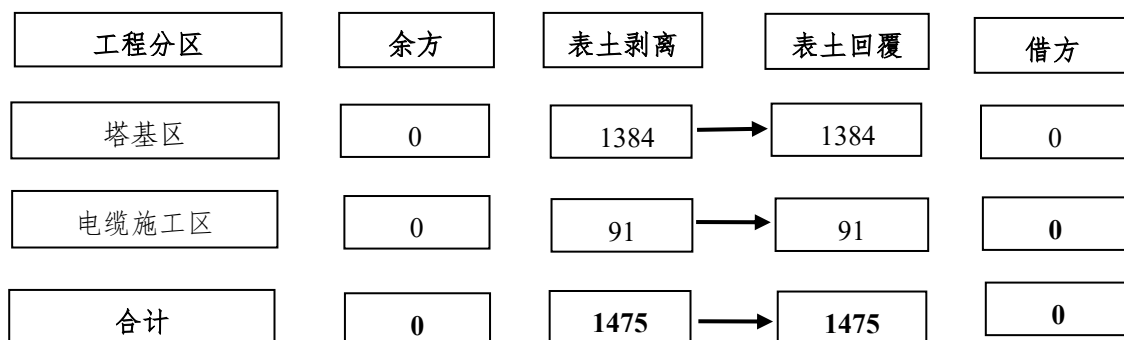 工程分区 余方 表土剥离 表土回覆 借方
塔基区 0 1384 1384 0
电缆施工区 0 91 91 0
合计 0 1475 1475 0